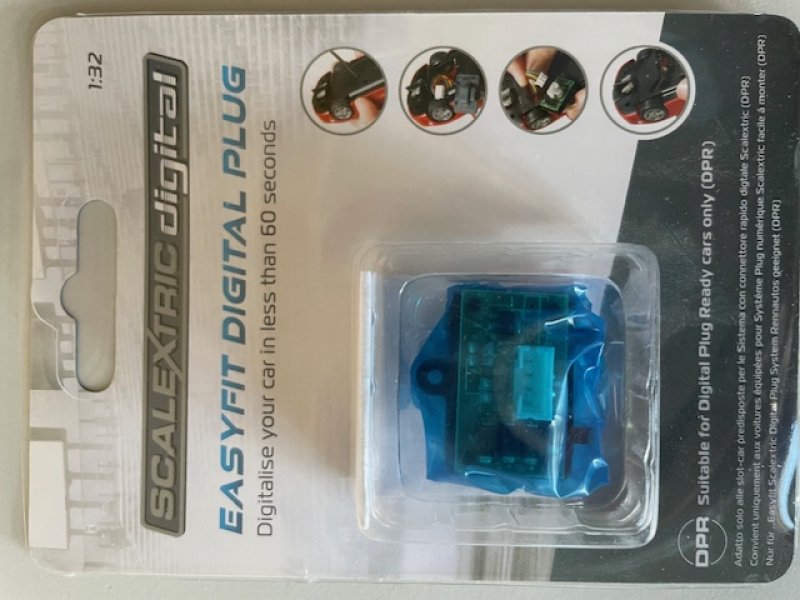 1:32
SCALEXTRIC digital
EASYFIT DIGITAL PLUG
Digitalise your car in less than 60 seconds
DPR Suitable for Digital Plug Ready cars only (DPR)
Adatto solo alle slot-car predisposte per le Sistema con connettore rapido digtale Scalextric (DPR)
Convient uniquement aux voitures équipées pour Système Plug numérique Scalextric facile à monter (DPR)
Nur für „Easyfit Scalextric Digital Plug System Rennautos geeignet (DPR)